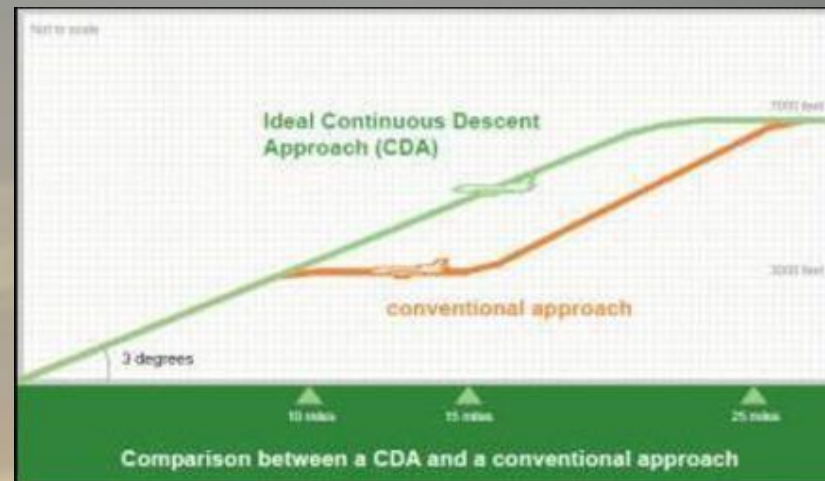 Not to scale
7000 feet
Ideal Continuous Descent
Approach (CDA)
3000 feet
conventional approach
3 degrees
10 miles
15 miles
25 miles
Comparison between a CDA and a conventional approach